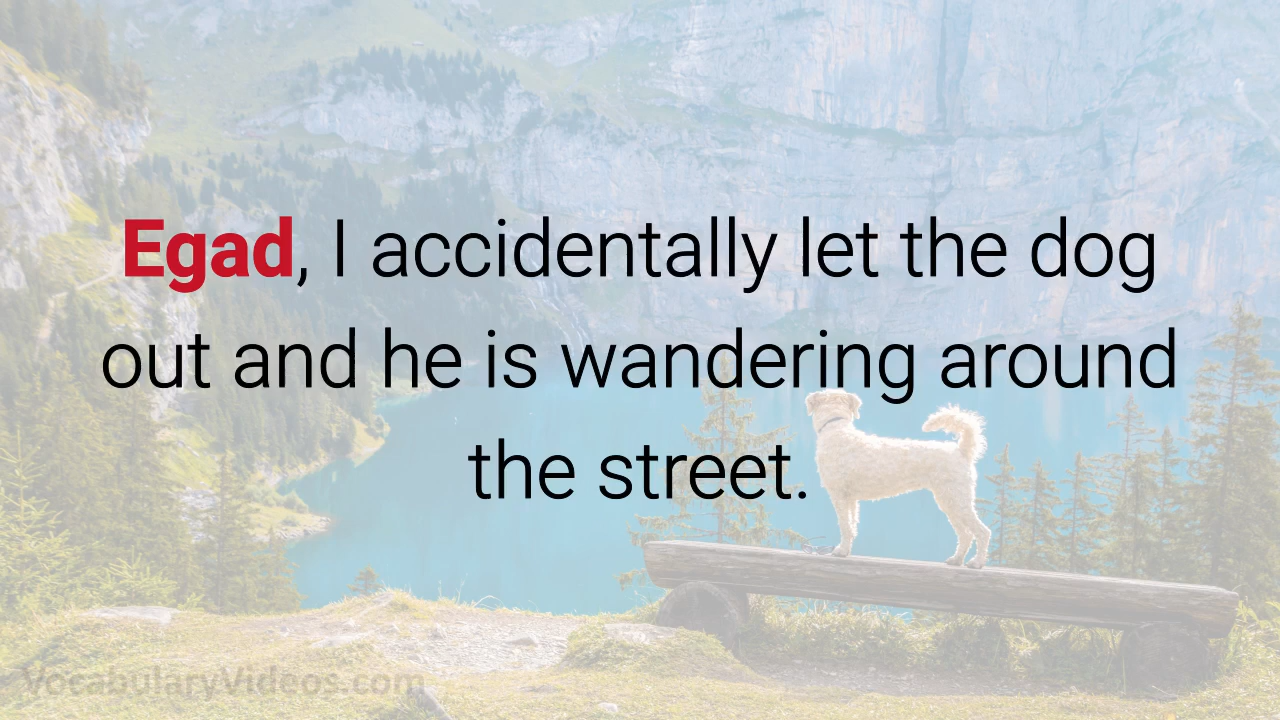 Egad, I accidentally let the dog
out and he is wandering around
the street.
VocabularyVideos.com